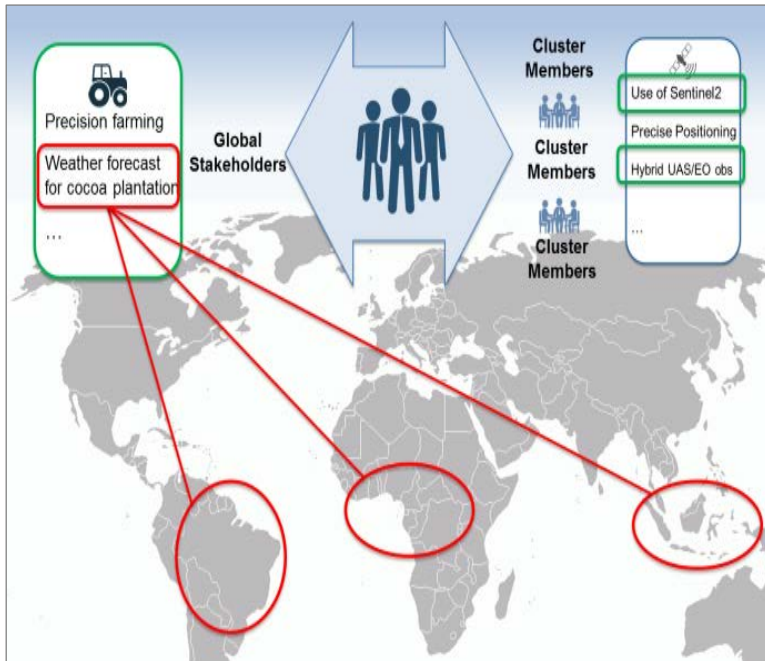 Precision farming
Weather forecast
for cocoa plantation
...
Global
Stakeholders
Cluster
Members
Cluster
Members
Cluster
Members
Use of Sentinel2
Precise Positioning
Hybrid UAS/EO obs
...